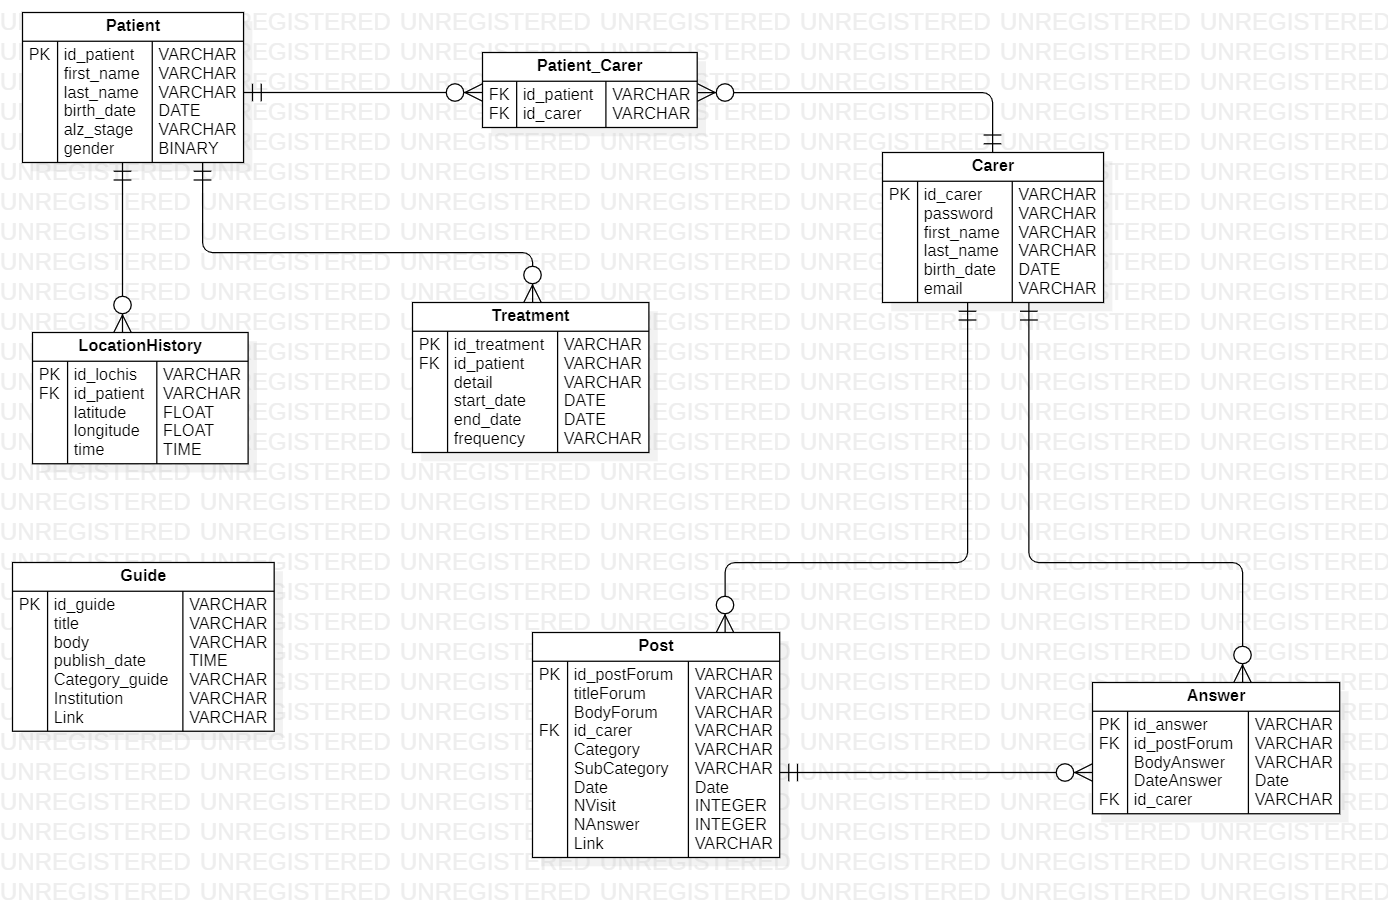 Patient
PK id_patient VARCHAR
first_name VARCHAR
last_name VARCHAR
birth_date DATE
alz_stage VARCHAR
gender BINARY
Patient_Carer
FK id_patient VARCHAR
FK id_carer VARCHAR
Carer
PK id_carer VARCHAR
password VARCHAR
first_name VARCHAR
last_name VARCHAR
birth_date DATE
email VARCHAR
LocationHistory
PK id_lochis VARCHAR
FK id_patient VARCHAR
latitude FLOAT
longitude FLOAT
time TIME
Treatment
PK id_treatment VARCHAR
FK id_patient VARCHAR
detail VARCHAR
start_date DATE
end_date DATE
frequency VARCHAR
Guide
PK id_guide VARCHAR
title VARCHAR
body VARCHAR
publish_date TIME
Category_guide VARCHAR
Institution VARCHAR
Link VARCHAR
Post
PK id_postForum VARCHAR
titleForum VARCHAR
BodyForum VARCHAR
FK id_carer VARCHAR
Category VARCHAR
SubCategory VARCHAR
Date Date
NVisit INTEGER
NAnswer INTEGER
Link VARCHAR
Answer
PK id_answer VARCHAR
FK id_postForum VARCHAR
BodyAnswer VARCHAR
DateAnswer Date
FK id_carer VARCHAR
UNREGISTERED